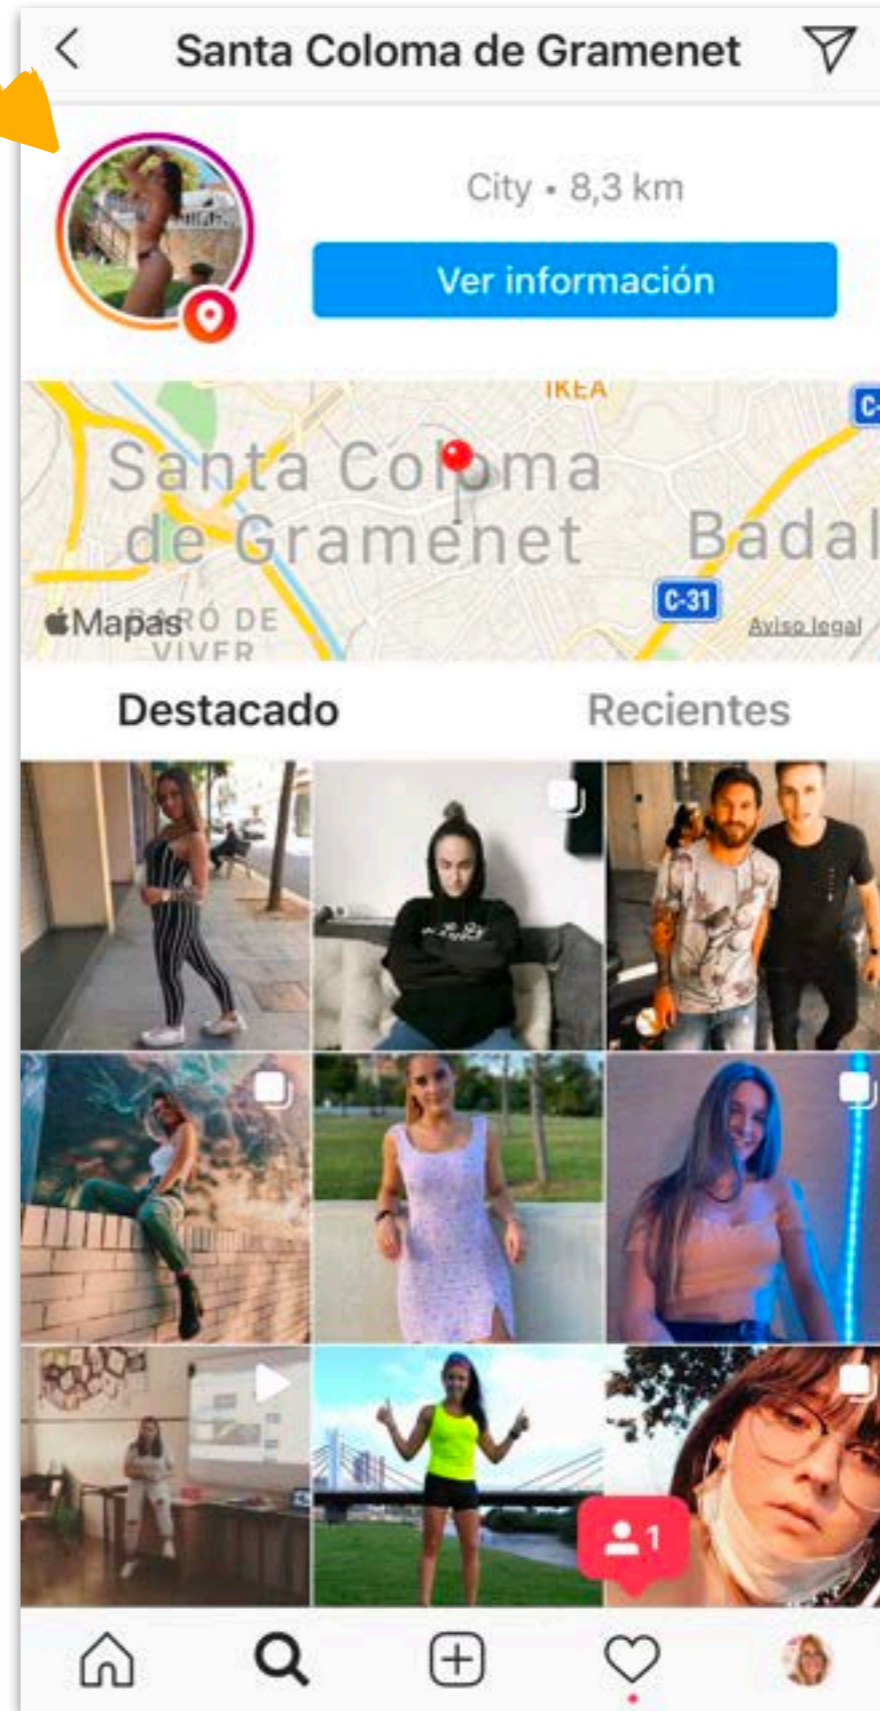 Santa Coloma de Gramenet
City • 8,3 km
Ver información
IKEA
C-
Santa Coloma
de Gramenet
Badal
C-31
Mapas
BARÓ DE
VIVER
Aviso legal
Destacado
Recientes
1